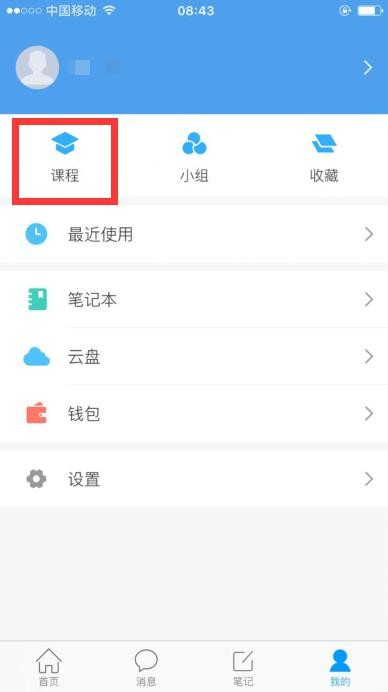 中国移动 08:43
课程 小组 收藏
最近使用
笔记本
云盘
钱包
设置
首页 消息 笔记 我的